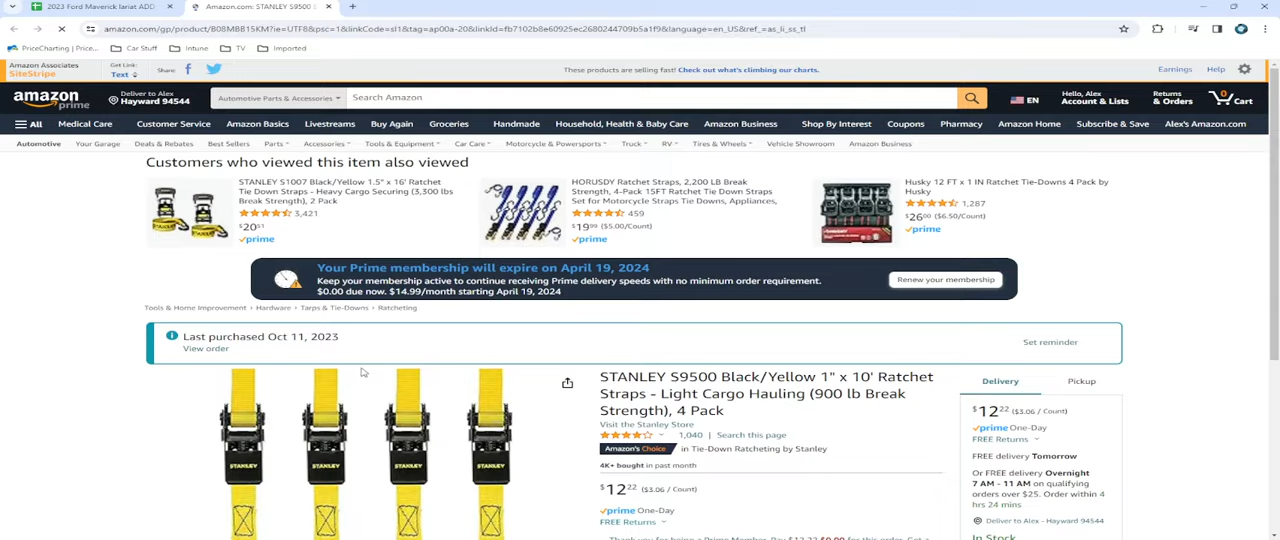 2023 Ford Maverick lariat ADD
Amazon.com: STANLEY S9500 B
amazon.com/gp/product/B08MBB15KM?ie=UTF8&psc=1&linkCode=sl1&tag=ap00a-20&linkId=fb7102b8e60925ec2680244709b5a1f9&language=en_US&ref_=as_li_ss_tl
PriceCharting | Price...
Car Stuff
Intune
TV
Imported
Amazon Associates
SiteStripe
Get Link:
Text
Share:
These products are selling fast! Check out what's climbing our charts.
Earnings
Help
amazon
prime
Deliver to Alex
Hayward 94544
Automotive Parts & Accessories
Search Amazon
EN
Hello, Alex
Account & Lists
Returns
& Orders
0
Cart
All
Medical Care
Customer Service
Amazon Basics
Livestreams
Buy Again
Groceries
Handmade
Household, Health & Baby Care
Amazon Business
Shop By Interest
Coupons
Pharmacy
Amazon Home
Subscribe & Save
Alex's Amazon.com
Automotive
Your Garage
Deals & Rebates
Best Sellers
Parts
Accessories
Tools & Equipment
Car Care
Motorcycle & Powersports
Truck
RV
Tires & Wheels
Vehicle Showroom
Amazon Business
Customers who viewed this item also viewed
STANLEY S1007 Black/Yellow 1.5" x 16' Ratchet
Tie Down Straps - Heavy Cargo Securing (3,300 lbs
Break Strength), 2 Pack
3,421
$20 51
prime
HORUSDY Ratchet Straps, 2,200 LB Break
Strength, 4-Pack 15FT Ratchet Tie Down Straps
Set for Motorcycle Straps Tie Downs, Appliances,
459
$19 99 ($5.00/Count)
prime
Husky 12 FT x 1 IN Ratchet Tie-Downs 4 Pack by
Husky
1,287
$26 00 ($6.50/Count)
prime
Your Prime membership will expire on April 19, 2024
Keep your membership active to continue receiving Prime delivery speeds with no minimum order requirement.
$0.00 due now. $14.99/month starting April 19, 2024
Renew your membership
Tools & Home Improvement › Hardware › Tarps & Tie-Downs › Ratcheting
Last purchased Oct 11, 2023
View order
Set reminder
STANLEY
STANLEY
STANLEY
STANLEY
STANLEY S9500 Black/Yellow 1" x 10' Ratchet
Straps - Light Cargo Hauling (900 lb Break
Strength), 4 Pack
Visit the Stanley Store
1,040 | Search this page
Amazon's Choice in Tie-Down Ratcheting by Stanley
4K+ bought in past month
$12 22 ($3.06 / Count)
prime One-Day
FREE Returns
Delivery
Pickup
$12 22 ($3.06 / Count)
prime One-Day
FREE Returns
FREE delivery Tomorrow
Or FREE delivery Overnight
7 AM - 11 AM on qualifying
orders over $25. Order within 4
hrs 24 mins
Deliver to Alex - Hayward 94544
In Stock